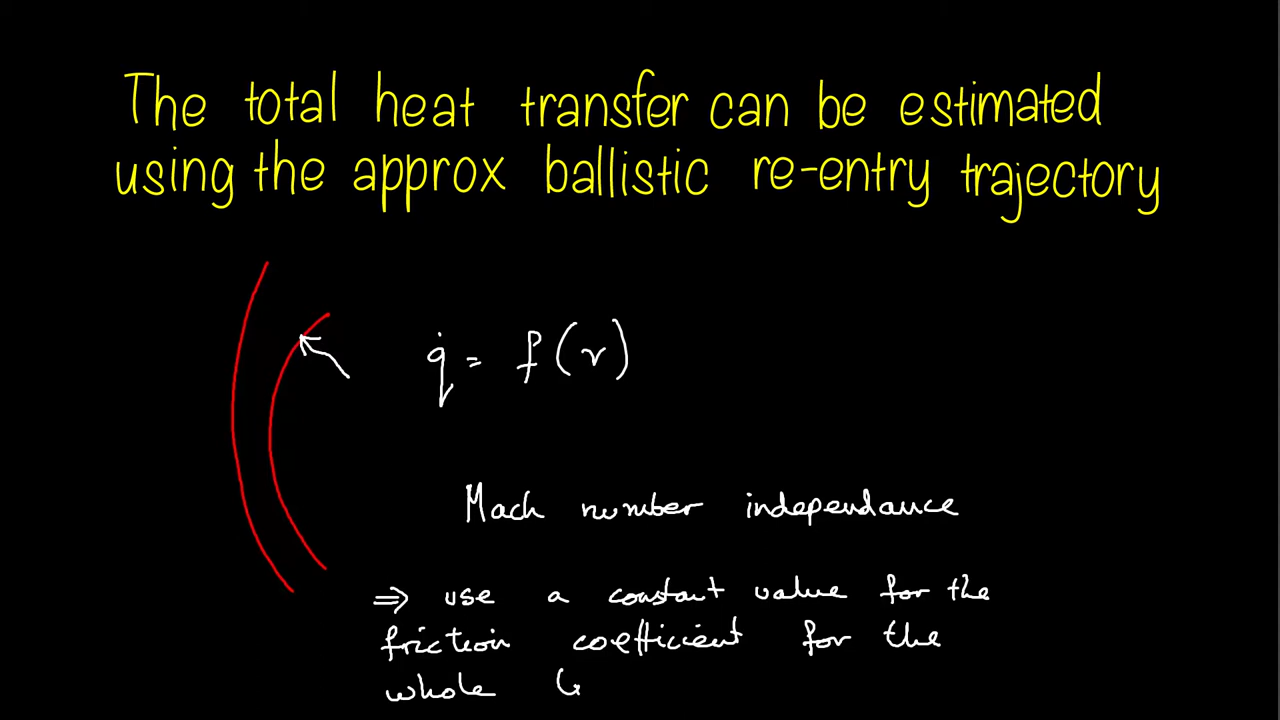 The total heat transfer can be estimated
using the approx ballistic re-entry trajectory
q̇ = f(r)
Mach number independance
⇒ use a constant value for the
friction coefficient for the
whole